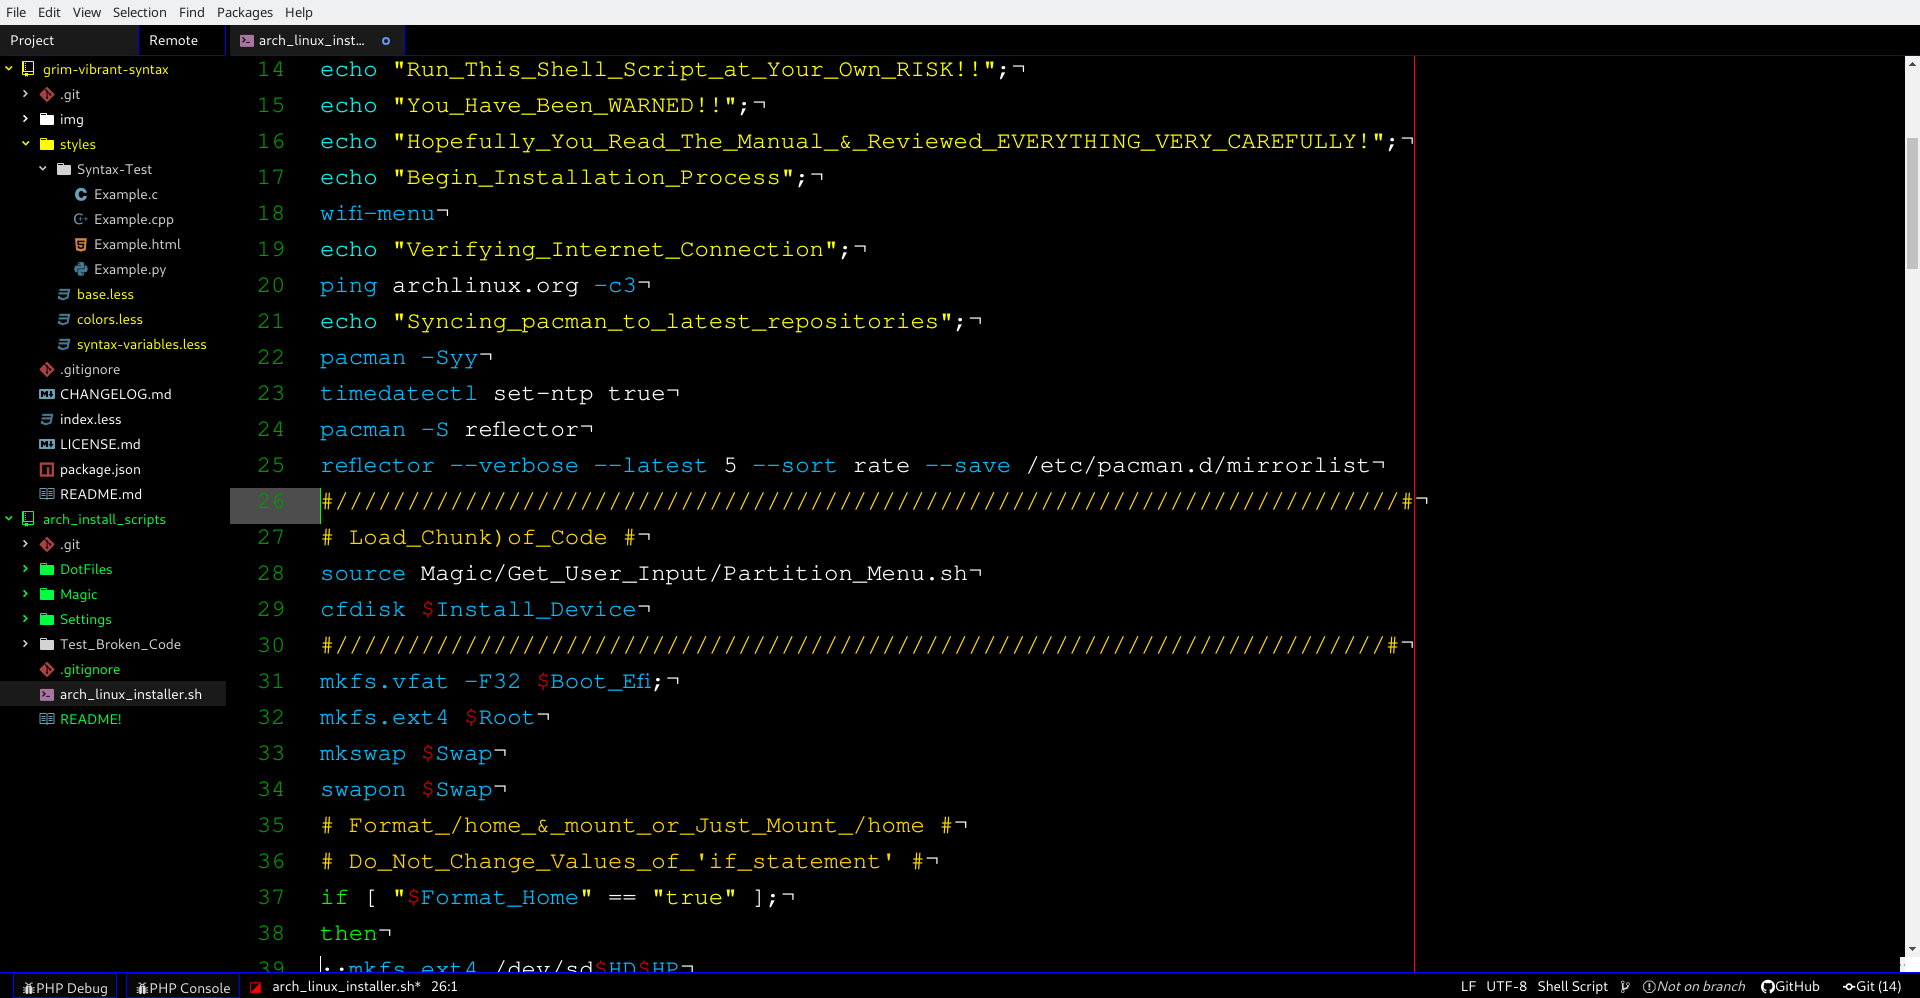 File Edit View Selection Find Packages Help
Project Remote arch_linux_inst...
grim-vibrant-syntax
.git
img
styles
Syntax-Test
Example.c
Example.cpp
Example.html
Example.py
base.less
colors.less
syntax-variables.less
.gitignore
CHANGELOG.md
index.less
LICENSE.md
package.json
README.md
arch_install_scripts
.git
DotFiles
Magic
Settings
Test_Broken_Code
.gitignore
arch_linux_installer.sh
README!
14 echo "Run_This_Shell_Script_at_Your_Own_RISK!!";¬
15 echo "You_Have_Been_WARNED!!";¬
16 echo "Hopefully_You_Read_The_Manual_&_Reviewed_EVERYTHING_VERY_CAREFULLY!";¬
17 echo "Begin_Installation_Process";¬
18 wifi-menu¬
19 echo "Verifying_Internet_Connection";¬
20 ping archlinux.org -c3¬
21 echo "Syncing_pacman_to_latest_repositories";¬
22 pacman -Syy¬
23 timedatectl set-ntp true¬
24 pacman -S reflector¬
25 reflector --verbose --latest 5 --sort rate --save /etc/pacman.d/mirrorlist¬
26 #//////////////////////////////////////////////////////////////////////////#¬
27 # Load_Chunk)of_Code #¬
28 source Magic/Get_User_Input/Partition_Menu.sh¬
29 cfdisk $Install_Device¬
30 #/////////////////////////////////////////////////////////////////////////#¬
31 mkfs.vfat -F32 $Boot_Efi;¬
32 mkfs.ext4 $Root¬
33 mkswap $Swap¬
34 swapon $Swap¬
35 # Format_/home_&_mount_or_Just_Mount_/home #¬
36 # Do_Not_Change_Values_of_'if_statement' #¬
37 if [ "$Format_Home" == "true" ];¬
38 then¬
39 ··mkfs.ext4 /dev/sd$HD$HP¬
PHP Debug PHP Console arch_linux_installer.sh* 26:1 LF UTF-8 Shell Script Not on branch GitHub Git (14)